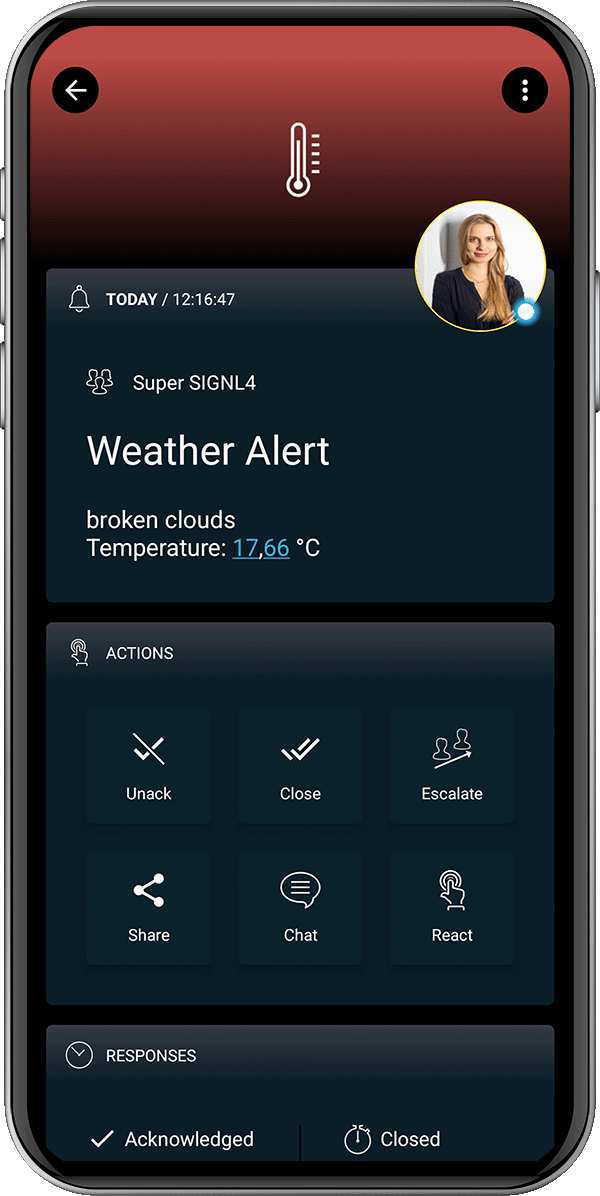 TODAY / 12:16:47
Super SIGNL4
Weather Alert
broken clouds
Temperature: 17,66 °C
ACTIONS
Unack Close Escalate
Share Chat React
RESPONSES
Acknowledged Closed